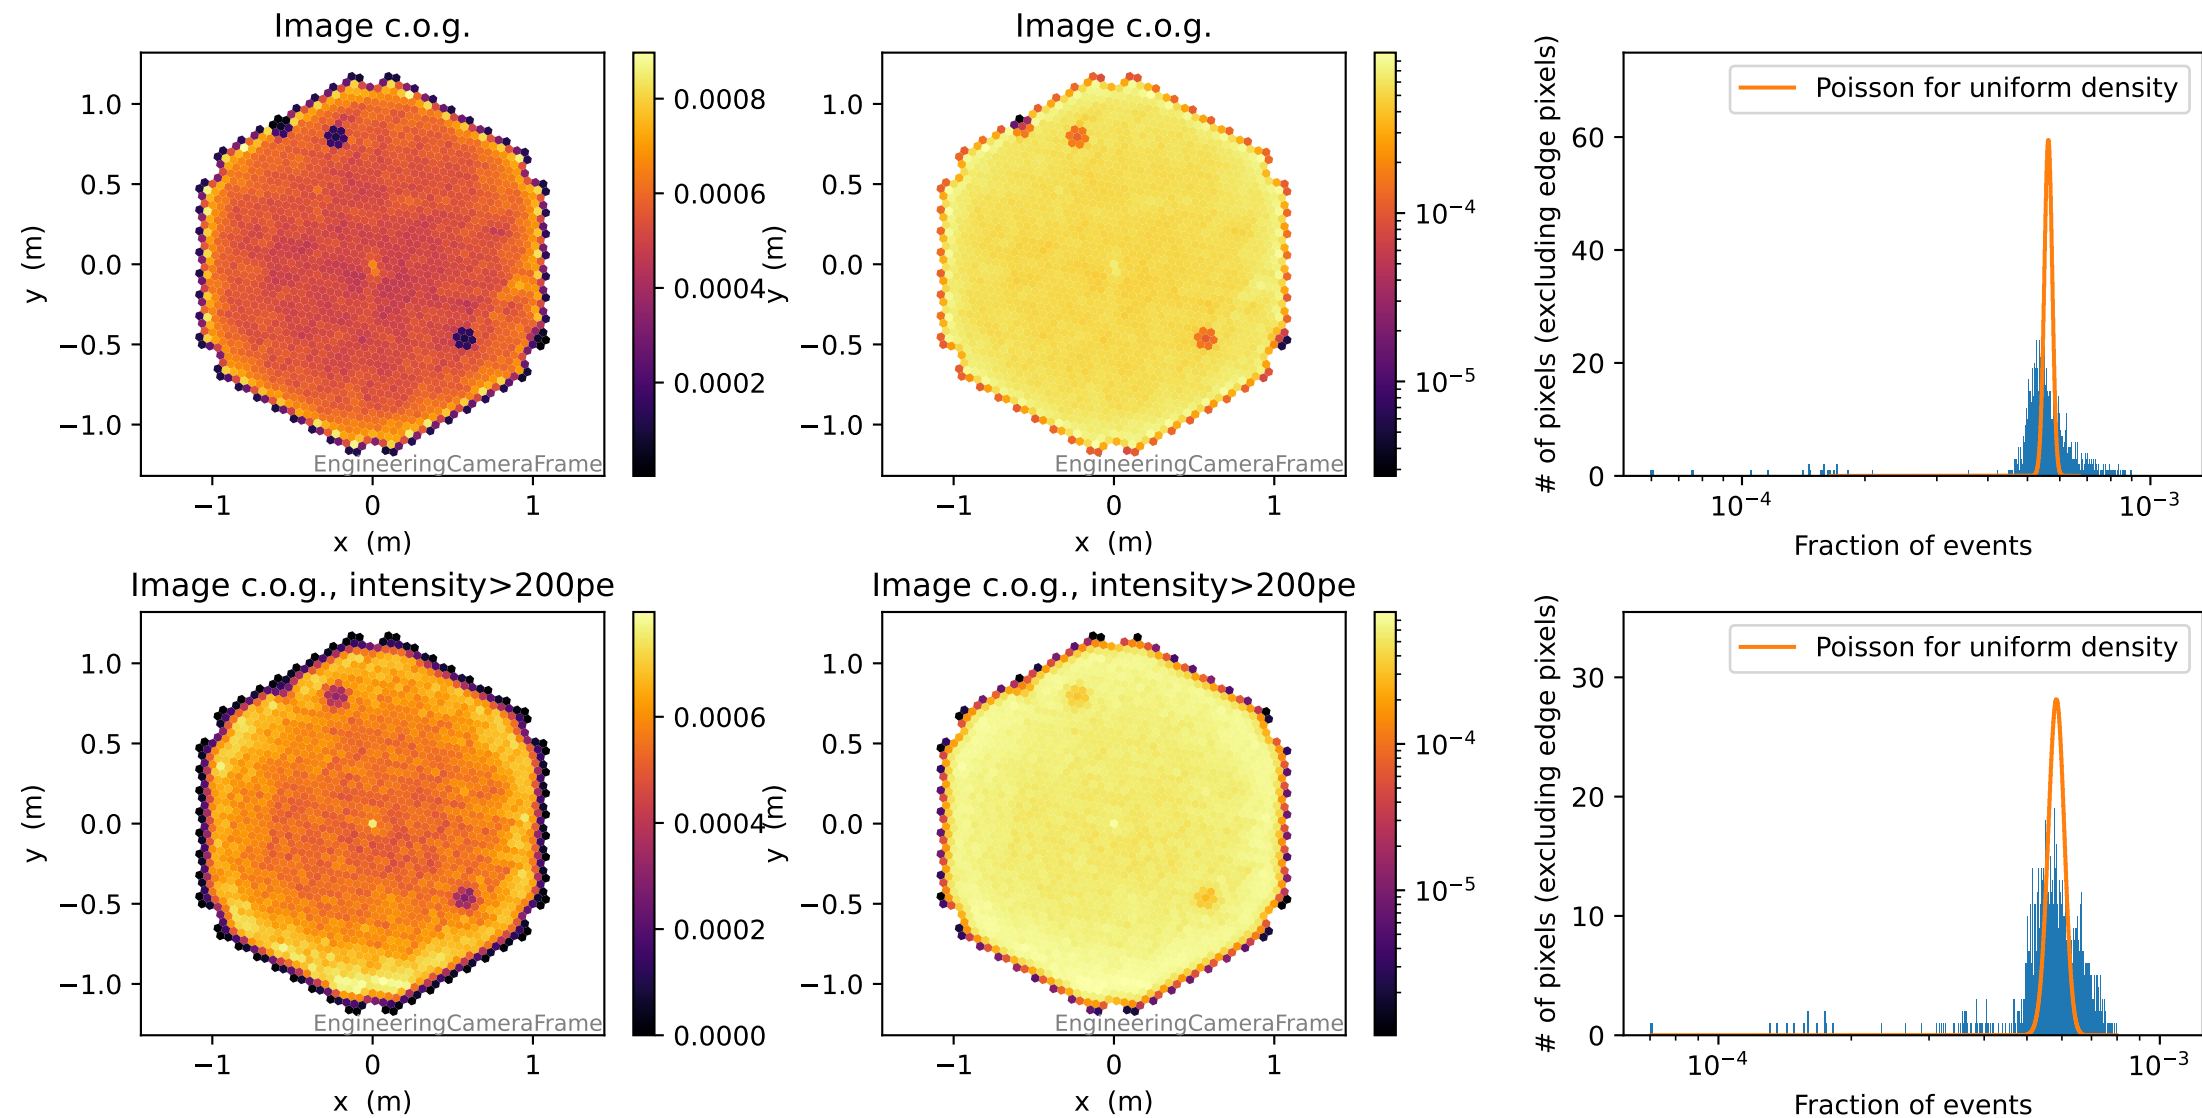 Image c.o.g.
1.0
0.5
0.0
−0.5
−1.0
y (m)
−1
0
1
x (m)
EngineeringCameraFrame
0.0008
0.0006
0.0004
0.0002
Image c.o.g.
1.0
0.5
0.0
−0.5
−1.0
y (m)
−1
0
1
x (m)
EngineeringCameraFrame
10⁻⁴
10⁻⁵
# of pixels (excluding edge pixels)
60
40
20
0
Poisson for uniform density
10⁻⁴
10⁻³
Fraction of events
Image c.o.g., intensity>200pe
1.0
0.5
0.0
−0.5
−1.0
y (m)
−1
0
1
x (m)
EngineeringCameraFrame
0.0006
0.0004
0.0002
0.0000
Image c.o.g., intensity>200pe
1.0
0.5
0.0
−0.5
−1.0
y (m)
−1
0
1
x (m)
EngineeringCameraFrame
10⁻⁴
10⁻⁵
# of pixels (excluding edge pixels)
30
20
10
0
Poisson for uniform density
10⁻⁴
10⁻³
Fraction of events